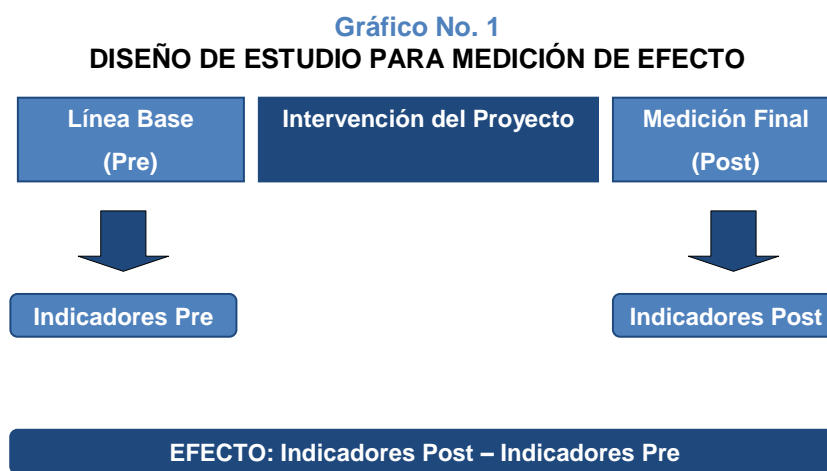 Gráfico No. 1
DISEÑO DE ESTUDIO PARA MEDICIÓN DE EFECTO
Línea Base
(Pre)
Intervención del Proyecto
Medición Final
(Post)
Indicadores Pre
Indicadores Post
EFECTO: Indicadores Post – Indicadores Pre